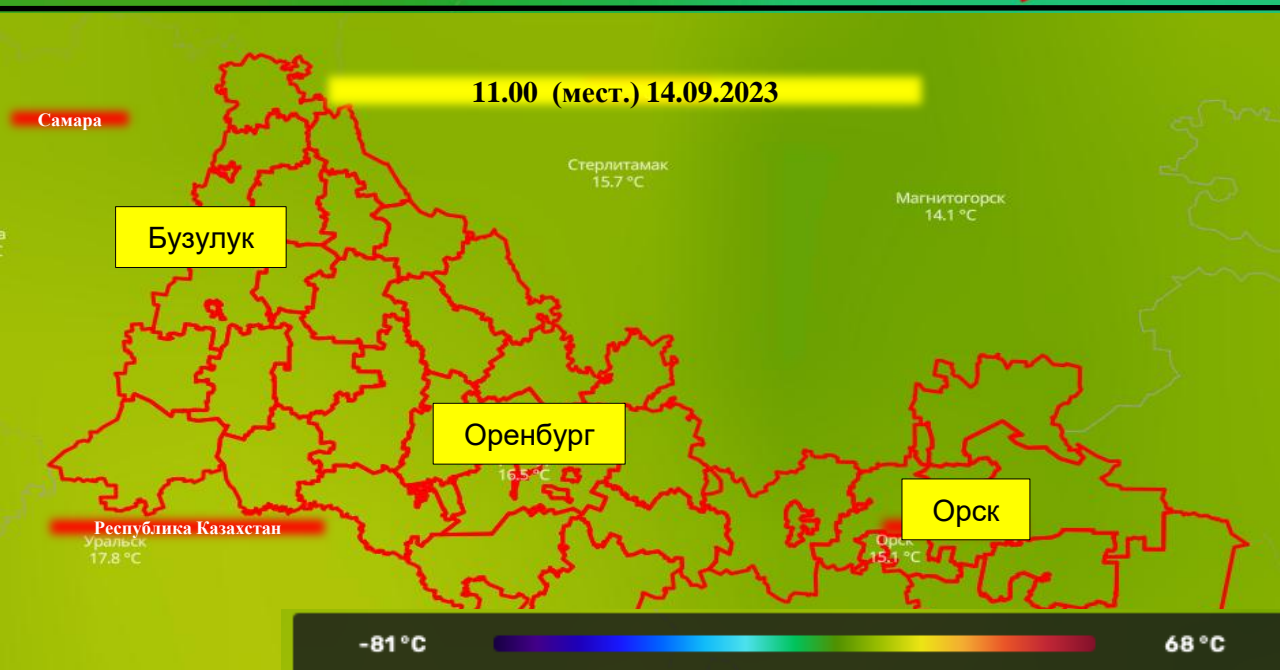 11.00 (мест.) 14.09.2023
Самара
Стерлитамак
15.7 °C
Магнитогорск
14.1 °C
Бузулук
Оренбург
16.5 °C
Орск
Республика Казахстан
Уральск
17.8 °C
Орск
15.1 °C
-81 °C
68 °C